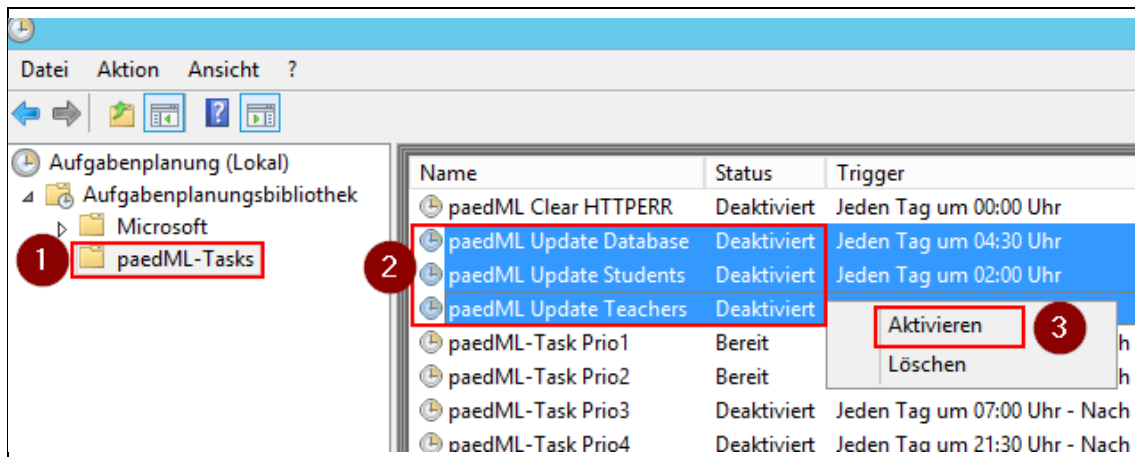 Datei Aktion Ansicht ?
Aufgabenplanung (Lokal)
Aufgabenplanungsbibliothek
Microsoft
1 paedML-Tasks
Name Status Trigger
paedML Clear HTTPERR Deaktiviert Jeden Tag um 00:00 Uhr
2 paedML Update Database Deaktiviert Jeden Tag um 04:30 Uhr
paedML Update Students Deaktiviert Jeden Tag um 02:00 Uhr
paedML Update Teachers Deaktiviert
Aktivieren 3
Löschen
paedML-Task Prio1 Bereit h
paedML-Task Prio2 Bereit h
paedML-Task Prio3 Deaktiviert Jeden Tag um 07:00 Uhr - Nach
paedML-Task Prio4 Deaktiviert Jeden Tag um 21:30 Uhr - Nach